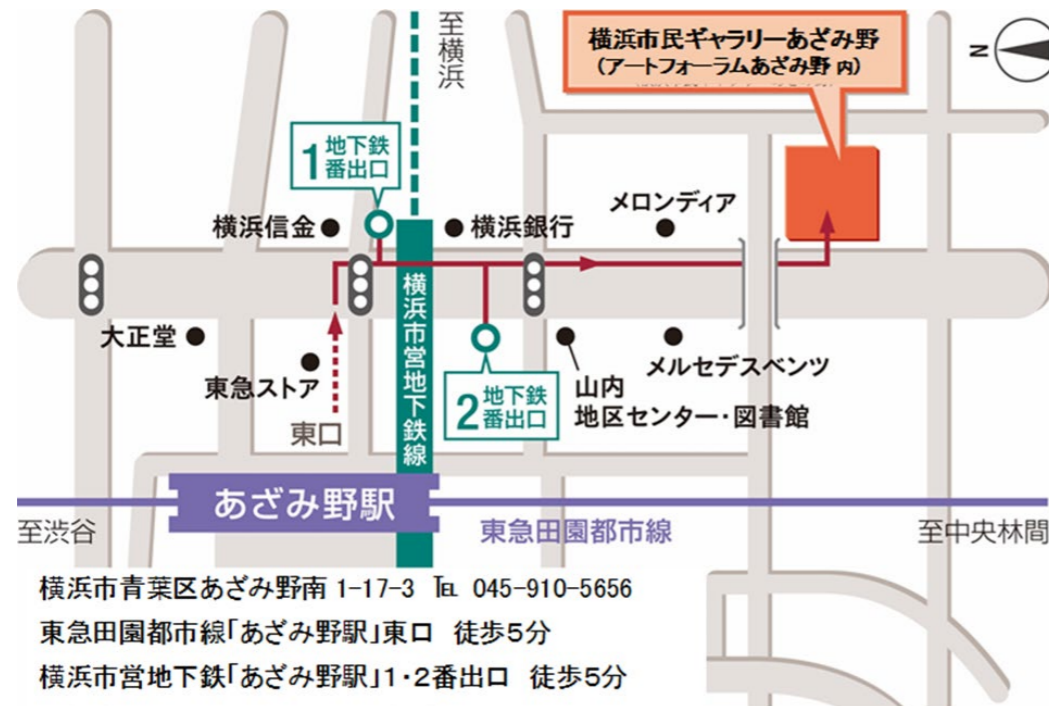 至横浜
横浜市民ギャラリーあざみ野
(アートフォーラムあざみ野 内)
N
1 地下鉄
番出口
横浜信金
横浜銀行
メロンディア
横浜市営地下鉄線
大正堂
東急ストア
東口
2 地下鉄
番出口
山内
地区センター・図書館
メルセデスベンツ
あざみ野駅
至渋谷
東急田園都市線
至中央林間
横浜市青葉区あざみ野南 1-17-3 ℡ 045-910-5656
東急田園都市線「あざみ野駅」東口 徒歩5分
横浜市営地下鉄「あざみ野駅」1・2番出口 徒歩5分